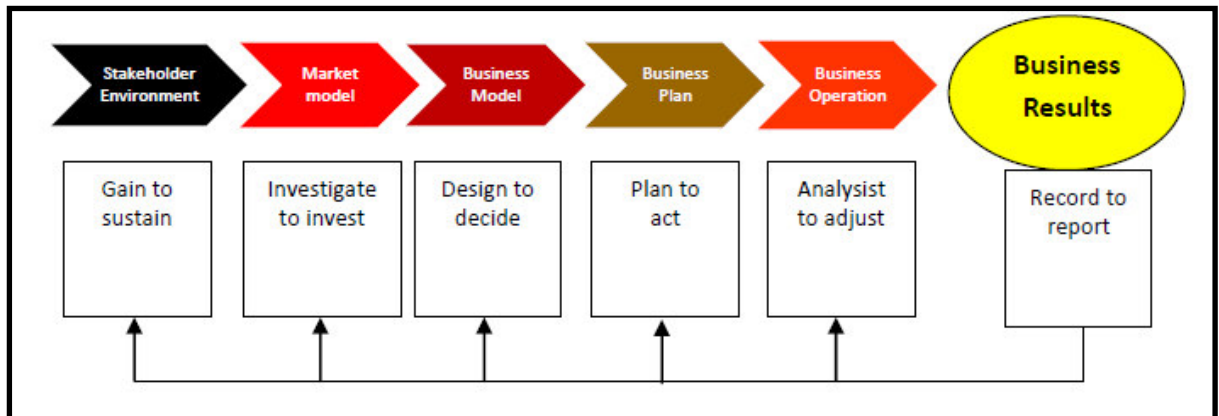 Stakeholder
Environment
Market
model
Business
Model
Business
Plan
Business
Operation
Business
Results
Gain to
sustain
Investigate
to invest
Design to
decide
Plan to
act
Analysist
to adjust
Record to
report